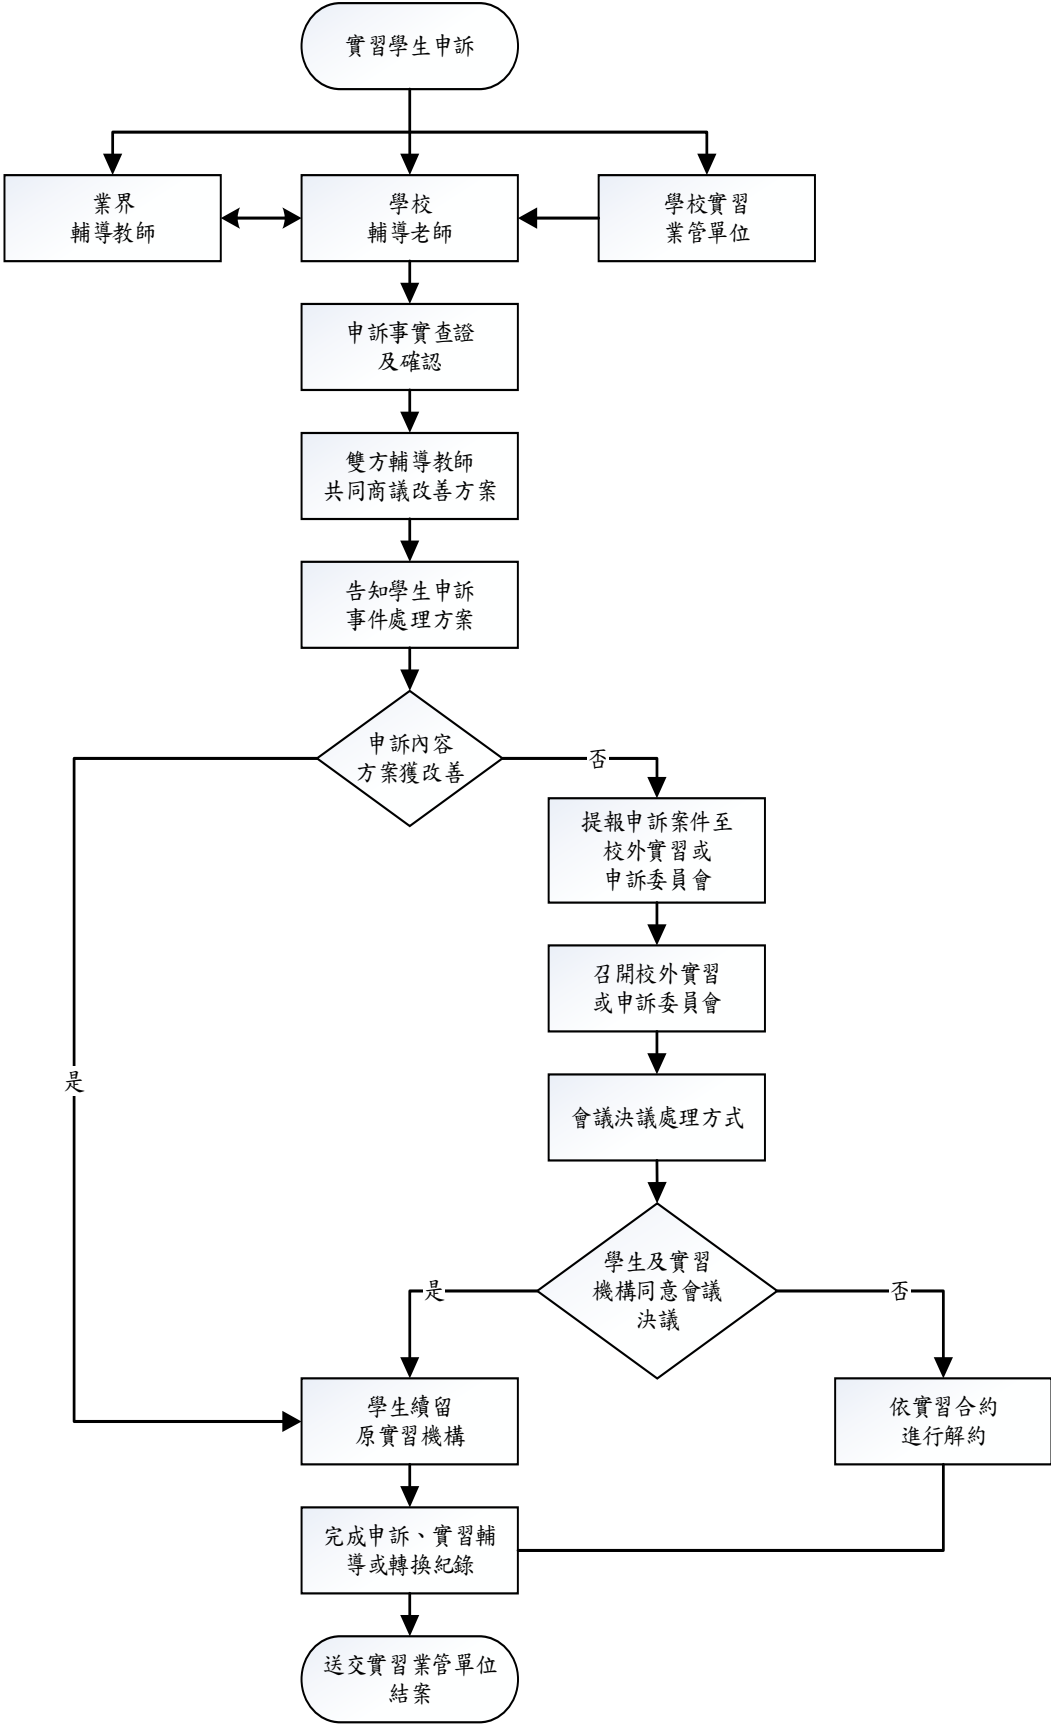 實習學生申訴
業界
輔導教師
學校
輔導老師
學校實習
業管單位
申訴事實查證
及確認
雙方輔導教師
共同商議改善方案
告知學生申訴
事件處理方案
申訴內容
方案獲改善
否
提報申訴案件至
校外實習或
申訴委員會
召開校外實習
或申訴委員會
是
會議決議處理方式
學生及實習
機構同意會議
決議
是
否
學生續留
原實習機構
依實習合約
進行解約
完成申訴、實習輔
導或轉換紀錄
送交實習業管單位
結案